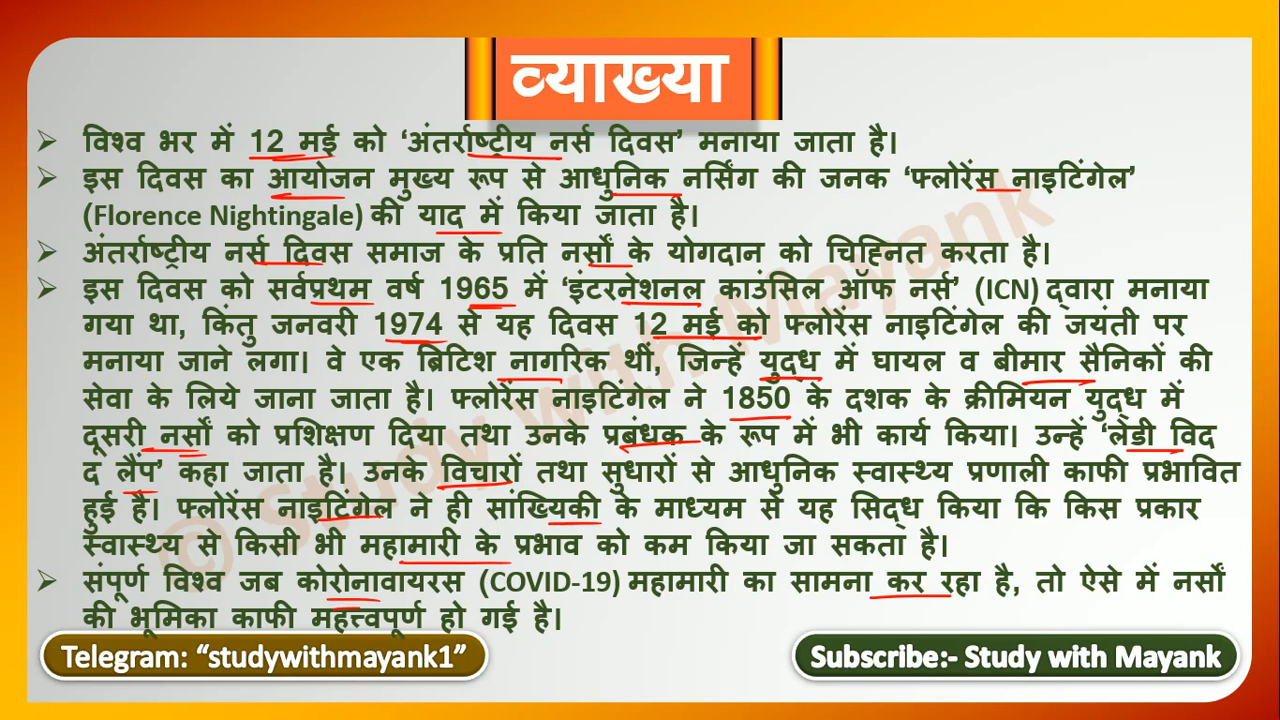 व्याख्या
➢ विश्व भर में 12 मई को ‘अंतर्राष्ट्रीय नर्स दिवस’ मनाया जाता है।
➢ इस दिवस का आयोजन मुख्य रूप से आधुनिक नर्सिंग की जनक ‘फ्लोरेंस नाइटिंगेल’
(Florence Nightingale) की याद में किया जाता है।
➢ अंतर्राष्ट्रीय नर्स दिवस समाज के प्रति नर्सों के योगदान को चिह्नित करता है।
➢ इस दिवस को सर्वप्रथम वर्ष 1965 में ‘इंटरनेशनल काउंसिल ऑफ नर्स’ (ICN) द्वारा मनाया
गया था, किंतु जनवरी 1974 से यह दिवस 12 मई को फ्लोरेंस नाइटिंगेल की जयंती पर
मनाया जाने लगा। वे एक ब्रिटिश नागरिक थीं, जिन्हें युद्ध में घायल व बीमार सैनिकों की
सेवा के लिये जाना जाता है। फ्लोरेंस नाइटिंगेल ने 1850 के दशक के क्रीमियन युद्ध में
दूसरी नर्सों को प्रशिक्षण दिया तथा उनके प्रबंधक के रूप में भी कार्य किया। उन्हें ‘लेडी विद
द लैंप’ कहा जाता है। उनके विचारों तथा सुधारों से आधुनिक स्वास्थ्य प्रणाली काफी प्रभावित
हुई है। फ्लोरेंस नाइटिंगेल ने ही सांख्यिकी के माध्यम से यह सिद्ध किया कि किस प्रकार
स्वास्थ्य से किसी भी महामारी के प्रभाव को कम किया जा सकता है।
➢ संपूर्ण विश्व जब कोरोनावायरस (COVID-19) महामारी का सामना कर रहा है, तो ऐसे में नर्सों
की भूमिका काफी महत्त्वपूर्ण हो गई है।
© Study with Mayank
Telegram: “studywithmayank1”
Subscribe:- Study with Mayank